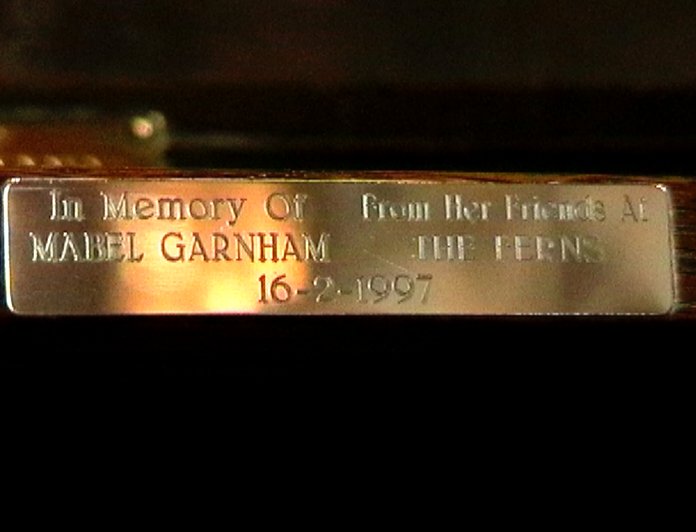 In Memory Of From Her Friends At
MABEL GARNHAM THE FERNS
16-2-1997